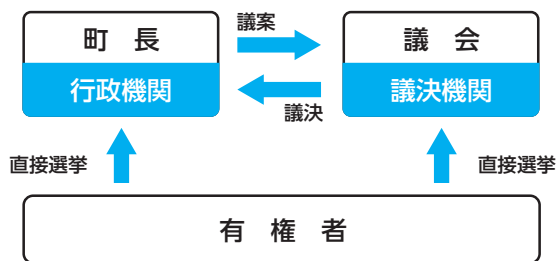 町 長
行政機関
議案
議決
議 会
議決機関
直接選挙
直接選挙
有 権 者